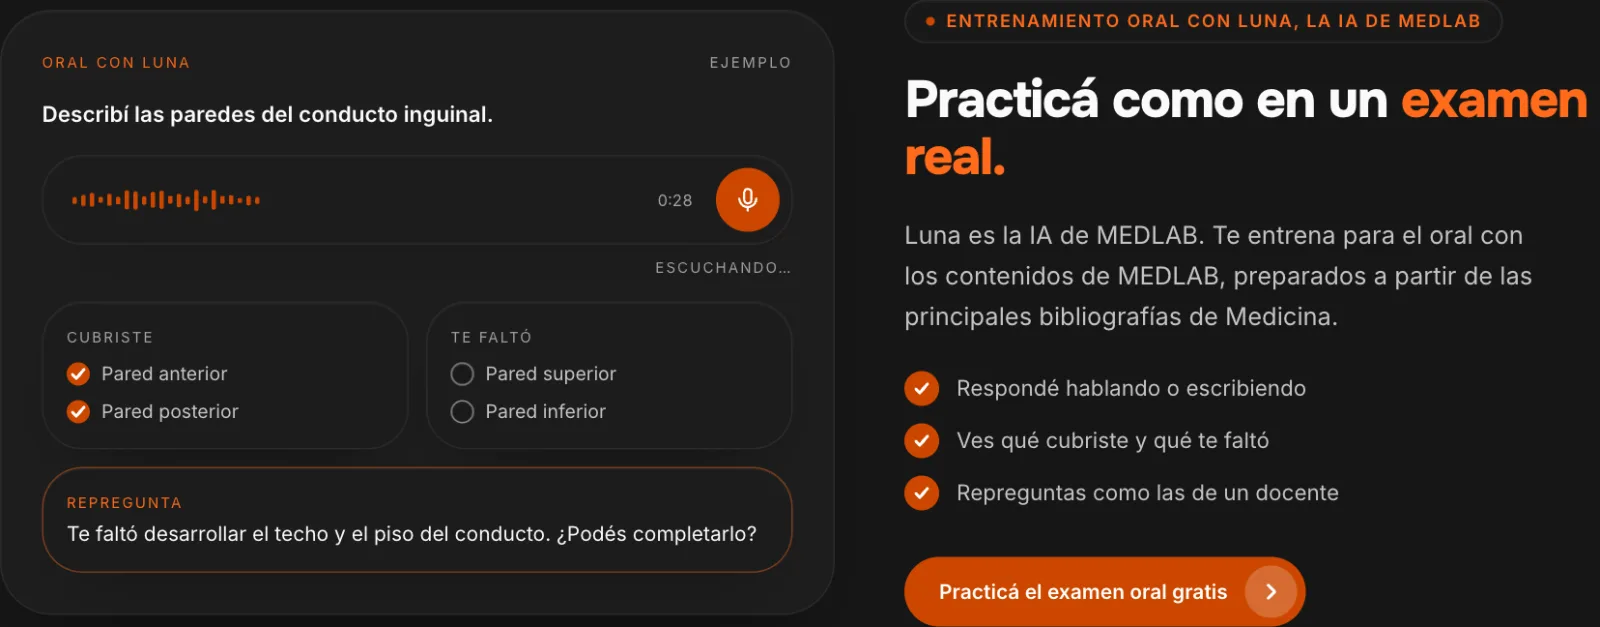 ORAL CON LUNA
EJEMPLO
Describí las paredes del conducto inguinal.
0:28
ESCUCHANDO…
CUBRISTE
Pared anterior
Pared posterior
TE FALTÓ
Pared superior
Pared inferior
REPREGUNTA
Te faltó desarrollar el techo y el piso del conducto. ¿Podés completarlo?
ENTRENAMIENTO ORAL CON LUNA, LA IA DE MEDLAB
Practicá como en un examen
real.
Luna es la IA de MEDLAB. Te entrena para el oral con
los contenidos de MEDLAB, preparados a partir de las
principales bibliografías de Medicina.
Respondé hablando o escribiendo
Ves qué cubriste y qué te faltó
Repreguntas como las de un docente
Practicá el examen oral gratis